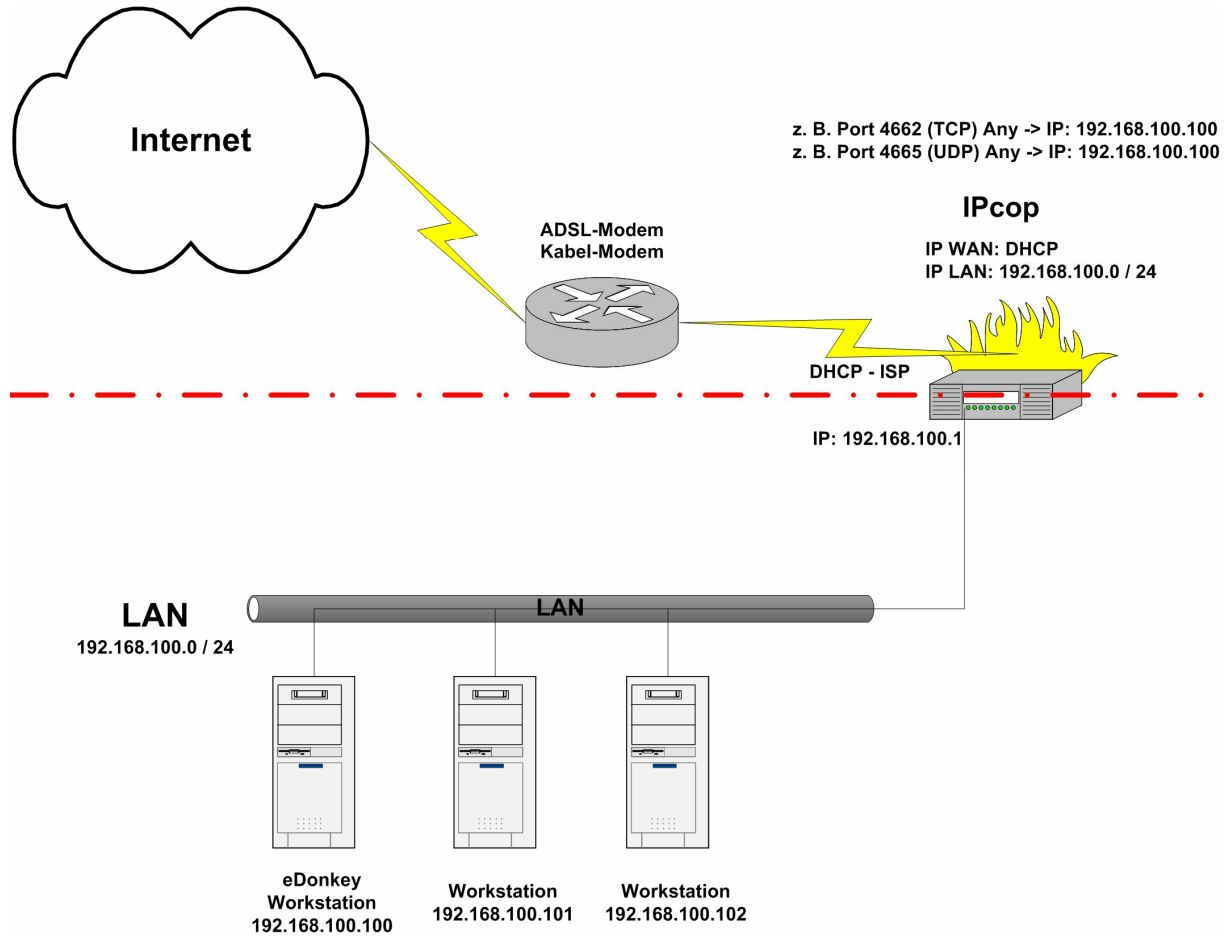 Internet
z. B. Port 4662 (TCP) Any -> IP: 192.168.100.100
z. B. Port 4665 (UDP) Any -> IP: 192.168.100.100
IPcop
IP WAN: DHCP
IP LAN: 192.168.100.0 / 24
ADSL-Modem
Kabel-Modem
DHCP - ISP
IP: 192.168.100.1
LAN
192.168.100.0 / 24
LAN
eDonkey
Workstation
192.168.100.100
Workstation
192.168.100.101
Workstation
192.168.100.102